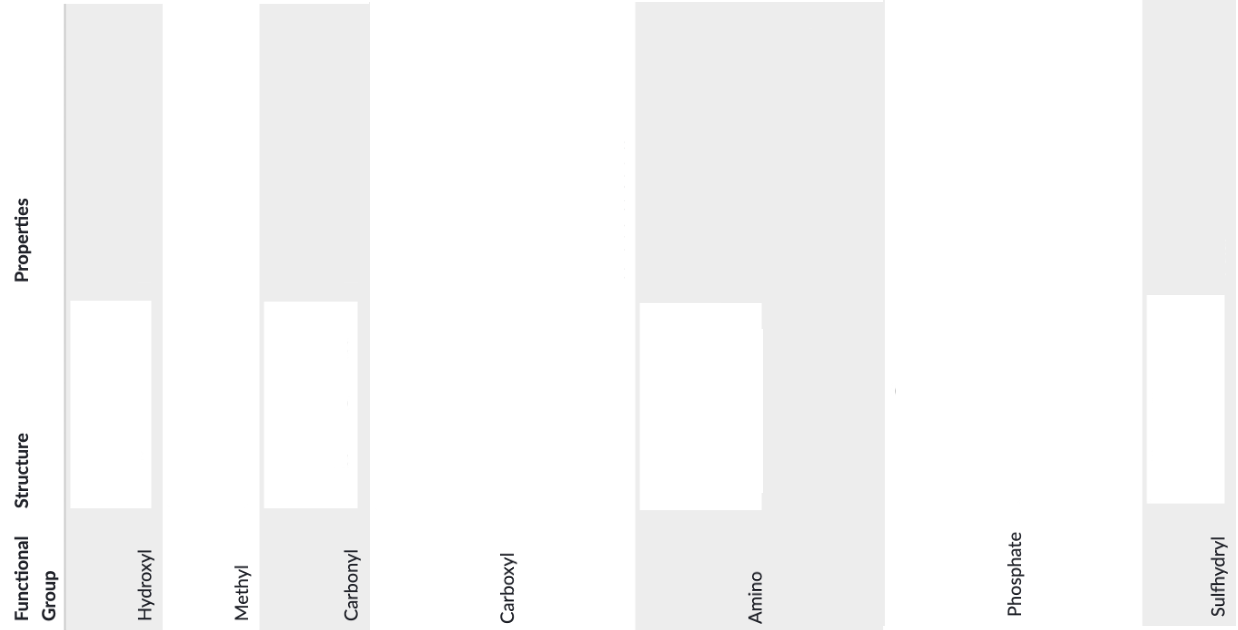 Functional
Group
Structure
Properties
Hydroxyl
Methyl
Carbonyl
Carboxyl
Amino
Phosphate
Sulfhydryl